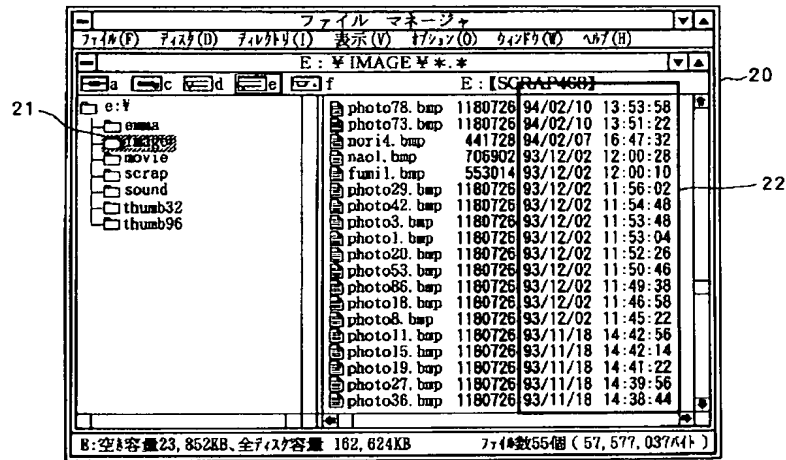 ファイル マネージャ
ファイル(F) ディスク(D) ディレクトリ(I) 表示(V) オプション(O) ウィンドウ(W) ヘルプ(H)
E:¥IMAGE¥*.*
a c d e f E:【SCRAP468】
20
21
22
e:¥
emma
image
movie
scrap
sound
thumb32
thumb96
photo78.bmp 1180726 94/02/10 13:53:58
photo73.bmp 1180726 94/02/10 13:51:22
nori4.bmp 441728 94/02/07 16:47:32
nao1.bmp 706902 93/12/02 12:00:28
fumi1.bmp 553014 93/12/02 12:00:10
photo29.bmp 1180726 93/12/02 11:56:02
photo42.bmp 1180726 93/12/02 11:54:48
photo3.bmp 1180726 93/12/02 11:53:48
photo1.bmp 1180726 93/12/02 11:53:04
photo20.bmp 1180726 93/12/02 11:52:26
photo53.bmp 1180726 93/12/02 11:50:46
photo86.bmp 1180726 93/12/02 11:49:38
photo18.bmp 1180726 93/12/02 11:46:58
photo8.bmp 1180726 93/12/02 11:45:22
photo11.bmp 1180726 93/11/18 14:42:56
photo15.bmp 1180726 93/11/18 14:42:14
photo19.bmp 1180726 93/11/18 14:41:22
photo27.bmp 1180726 93/11/18 14:39:56
photo36.bmp 1180726 93/11/18 14:38:44
E:空き容量23,852KB、全ディスク容量 162,624KB ファイル数55個(57,577,037バイト)